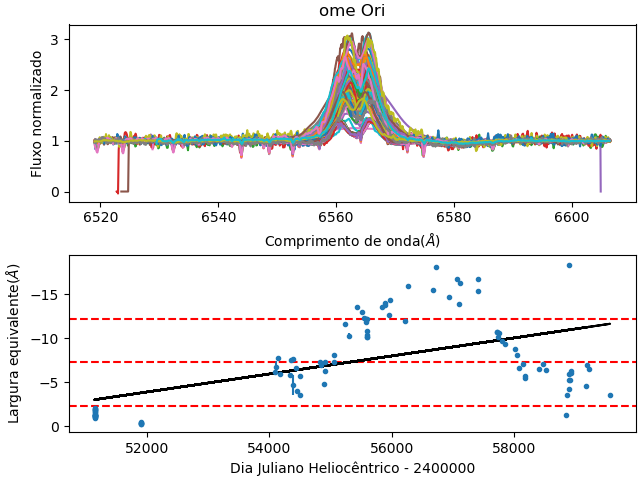 ome Ori
3
2
1
0
Fluxo normalizado
6520 6540 6560 6580 6600
Comprimento de onda(Å)
−15
−10
−5
0
Largura equivalente(Å)
52000 54000 56000 58000
Dia Juliano Heliocêntrico - 2400000